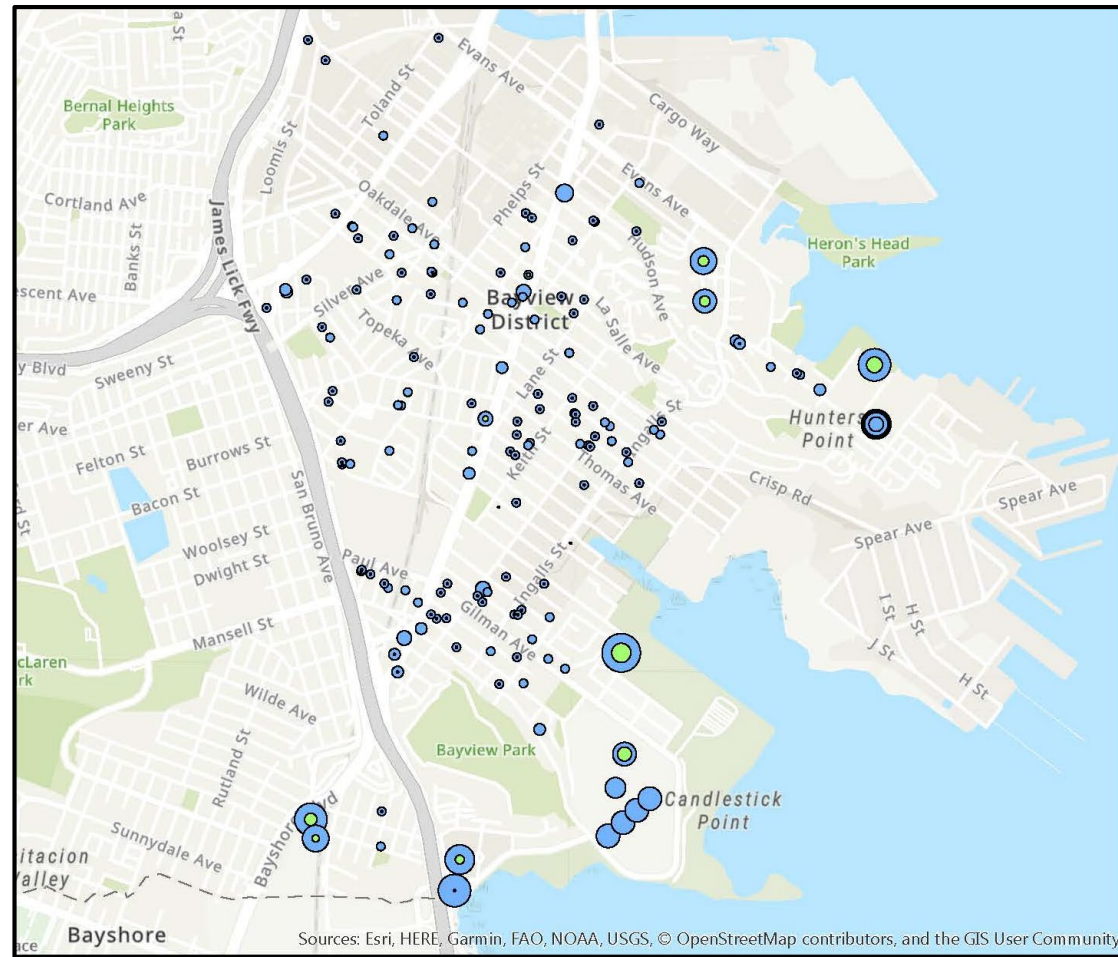 a St
Evans Ave
Toland St
Cargo Way
Bernal Heights
Park
Loomis St
Evans Ave
Phelps St
Oakdale Ave
Cortland Ave
James Lick Fwy
Banks St
Heron's Head
Park
Hudson Ave
escent Ave
Silver Ave
Bayview
District
La Salle Ave
Topeka Ave
Sweeny St
y Blvd
Lane St
Hunters
Point
Ingalls St
er Ave
Felton St
Burrows St
Keith St
Thomas Ave
Crisp Rd
Spear Ave
Bacon St
San Bruno Ave
rd St
Woolsey St
Spear Ave
Dwight St
Paul Ave
Ingalls St
I St
H St
Gilman Ave
Mansell St
J St
cLaren
rk
H St
Wilde Ave
Bayview Park
Rutland St
Candlestick
Point
Bayshore Blvd
Sunnydale Ave
itacion
Valley
Bayshore
ace
Sources: Esri, HERE, Garmin, FAO, NOAA, USGS, © OpenStreetMap contributors, and the GIS User Community